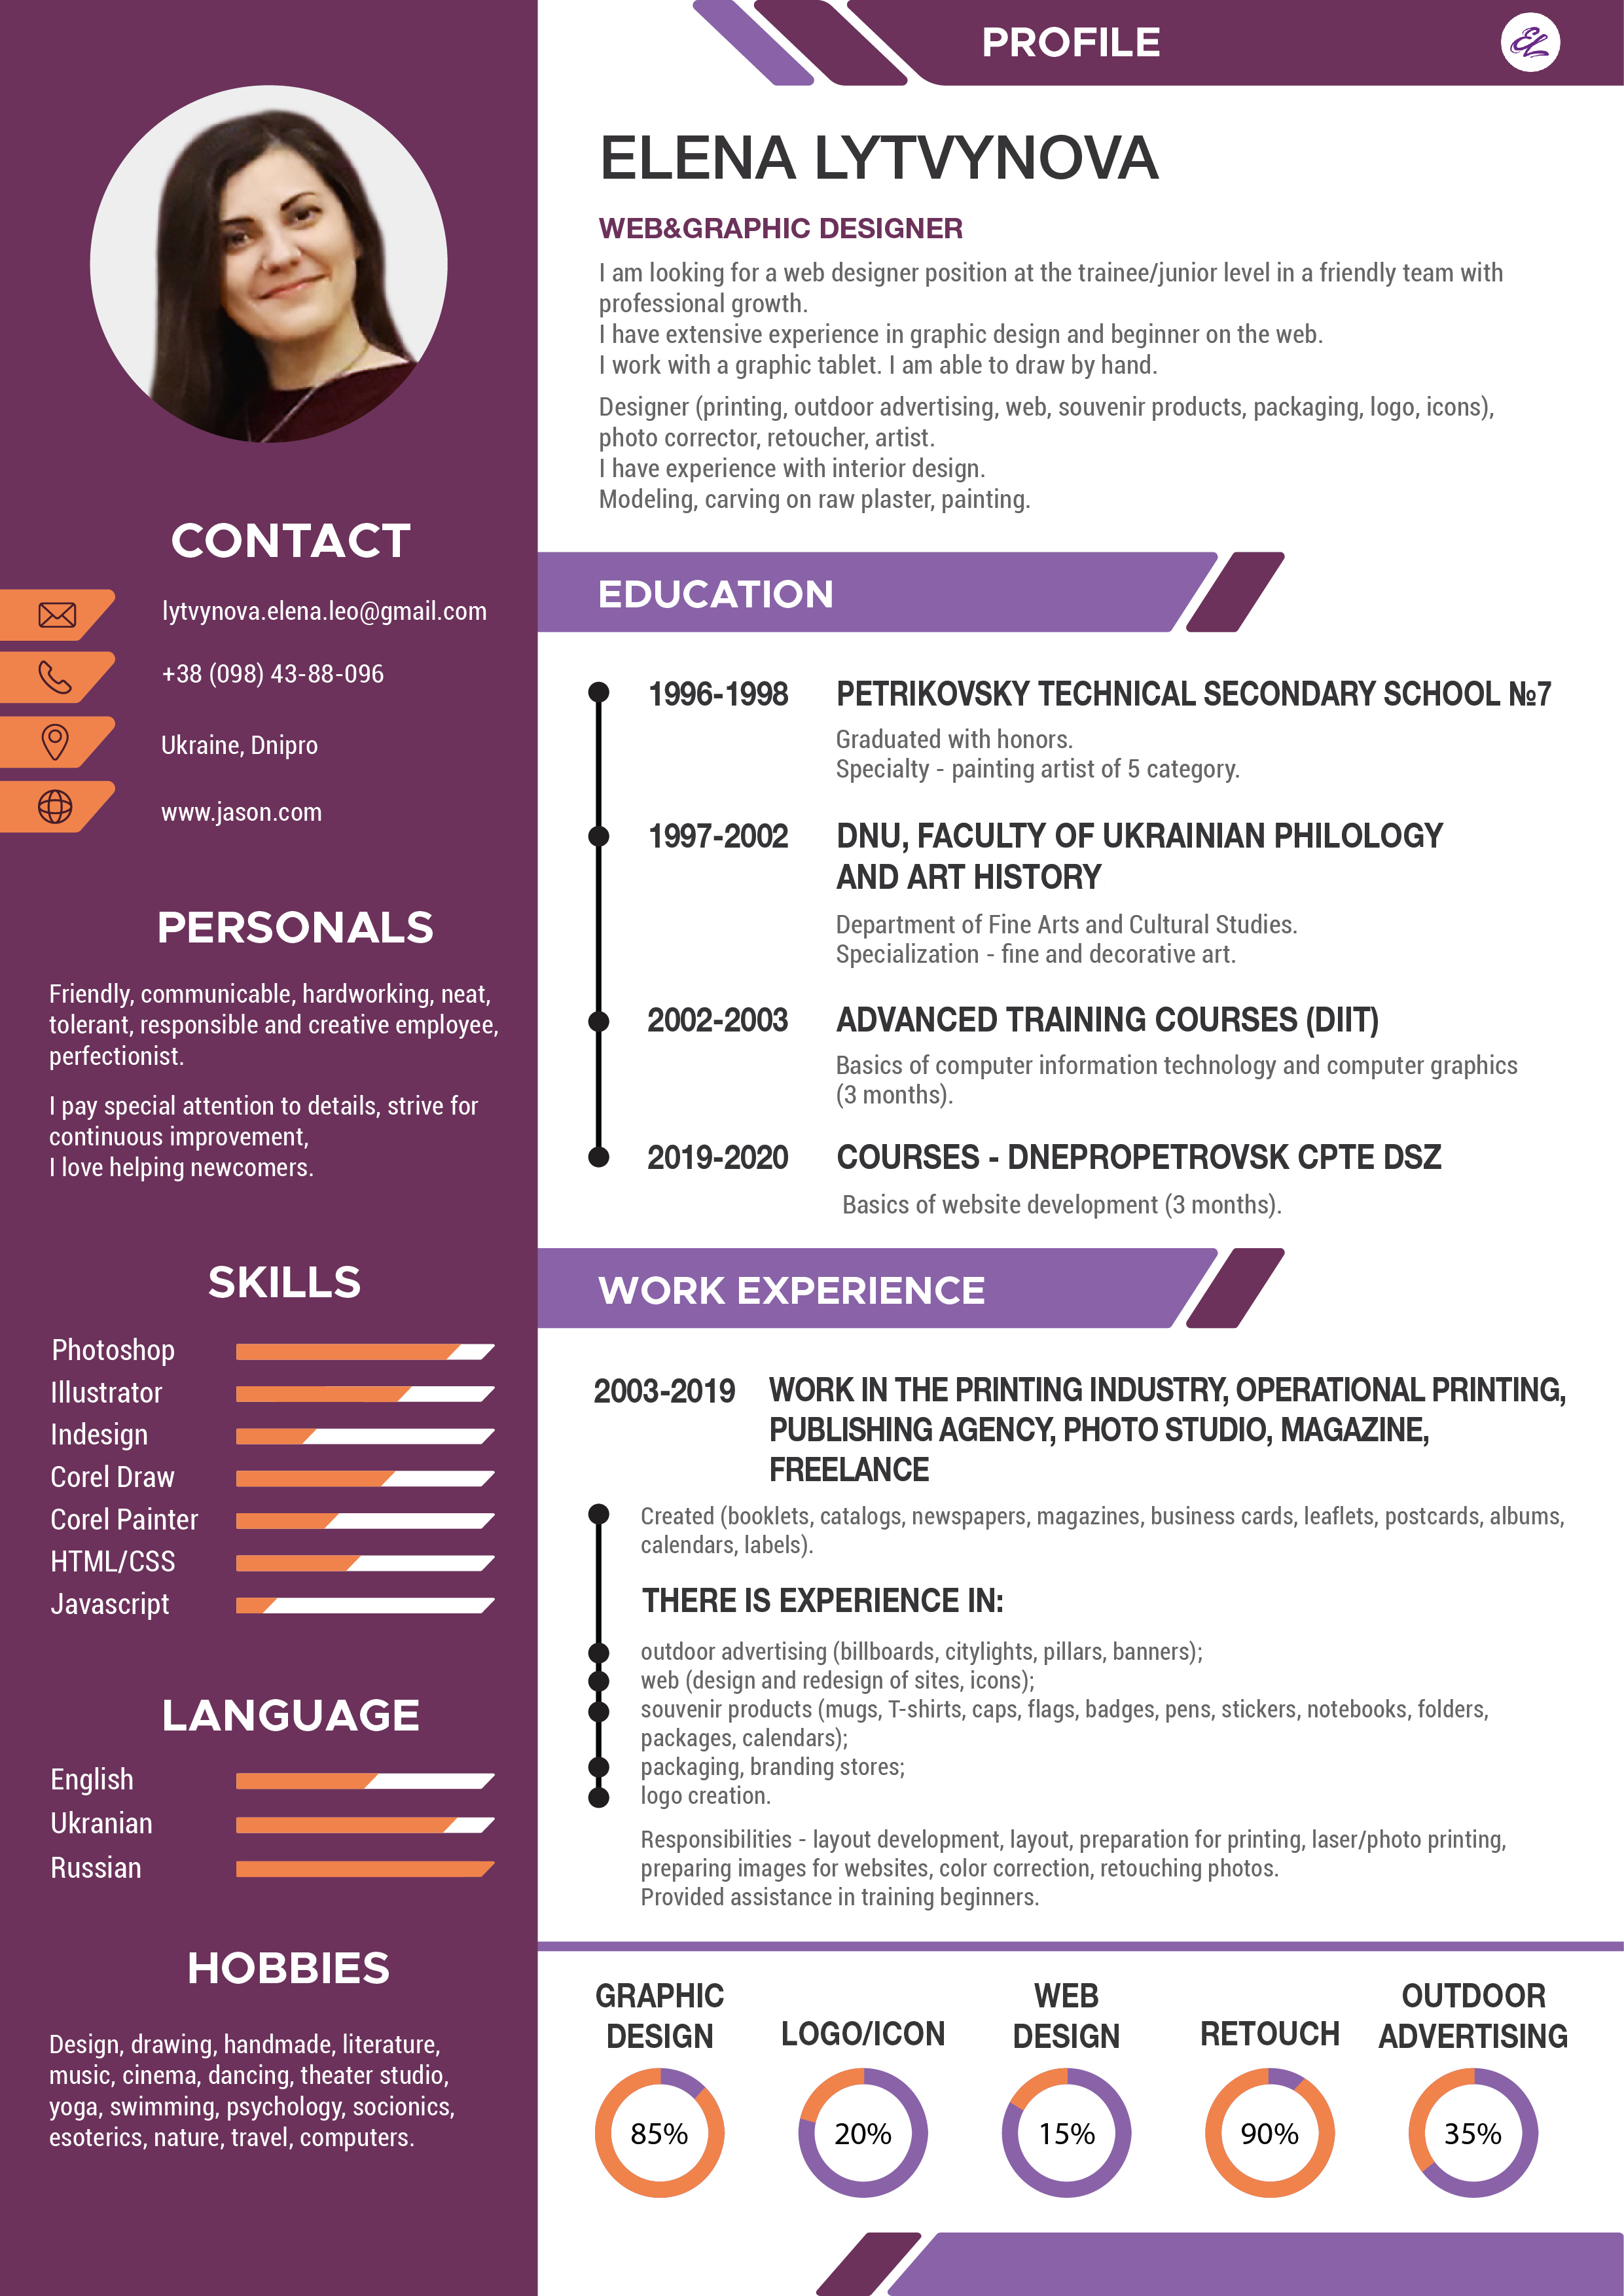 PROFILE
EL
ELENA LYTVYNOVA
WEB&GRAPHIC DESIGNER
I am looking for a web designer position at the trainee/junior level in a friendly team with
professional growth.
I have extensive experience in graphic design and beginner on the web.
I work with a graphic tablet. I am able to draw by hand.
Designer (printing, outdoor advertising, web, souvenir products, packaging, logo, icons),
photo corrector, retoucher, artist.
I have experience with interior design.
Modeling, carving on raw plaster, painting.
CONTACT
lytvynova.elena.leo@gmail.com
+38 (098) 43-88-096
Ukraine, Dnipro
www.jason.com
PERSONALS
Friendly, communicable, hardworking, neat,
tolerant, responsible and creative employee,
perfectionist.
I pay special attention to details, strive for
continuous improvement,
I love helping newcomers.
SKILLS
Photoshop
Illustrator
Indesign
Corel Draw
Corel Painter
HTML/CSS
Javascript
LANGUAGE
English
Ukranian
Russian
HOBBIES
Design, drawing, handmade, literature,
music, cinema, dancing, theater studio,
yoga, swimming, psychology, socionics,
esoterics, nature, travel, computers.
EDUCATION
1996-1998 PETRIKOVSKY TECHNICAL SECONDARY SCHOOL №7
Graduated with honors.
Specialty - painting artist of 5 category.
1997-2002 DNU, FACULTY OF UKRAINIAN PHILOLOGY
AND ART HISTORY
Department of Fine Arts and Cultural Studies.
Specialization - fine and decorative art.
2002-2003 ADVANCED TRAINING COURSES (DIIT)
Basics of computer information technology and computer graphics
(3 months).
2019-2020 COURSES - DNEPROPETROVSK CPTE DSZ
Basics of website development (3 months).
WORK EXPERIENCE
2003-2019 WORK IN THE PRINTING INDUSTRY, OPERATIONAL PRINTING,
PUBLISHING AGENCY, PHOTO STUDIO, MAGAZINE,
FREELANCE
Created (booklets, catalogs, newspapers, magazines, business cards, leaflets, postcards, albums,
calendars, labels).
THERE IS EXPERIENCE IN:
outdoor advertising (billboards, citylights, pillars, banners);
web (design and redesign of sites, icons);
souvenir products (mugs, T-shirts, caps, flags, badges, pens, stickers, notebooks, folders,
packages, calendars);
packaging, branding stores;
logo creation.
Responsibilities - layout development, layout, preparation for printing, laser/photo printing,
preparing images for websites, color correction, retouching photos.
Provided assistance in training beginners.
GRAPHIC
DESIGN
85%
LOGO/ICON
20%
WEB
DESIGN
15%
RETOUCH
90%
OUTDOOR
ADVERTISING
35%